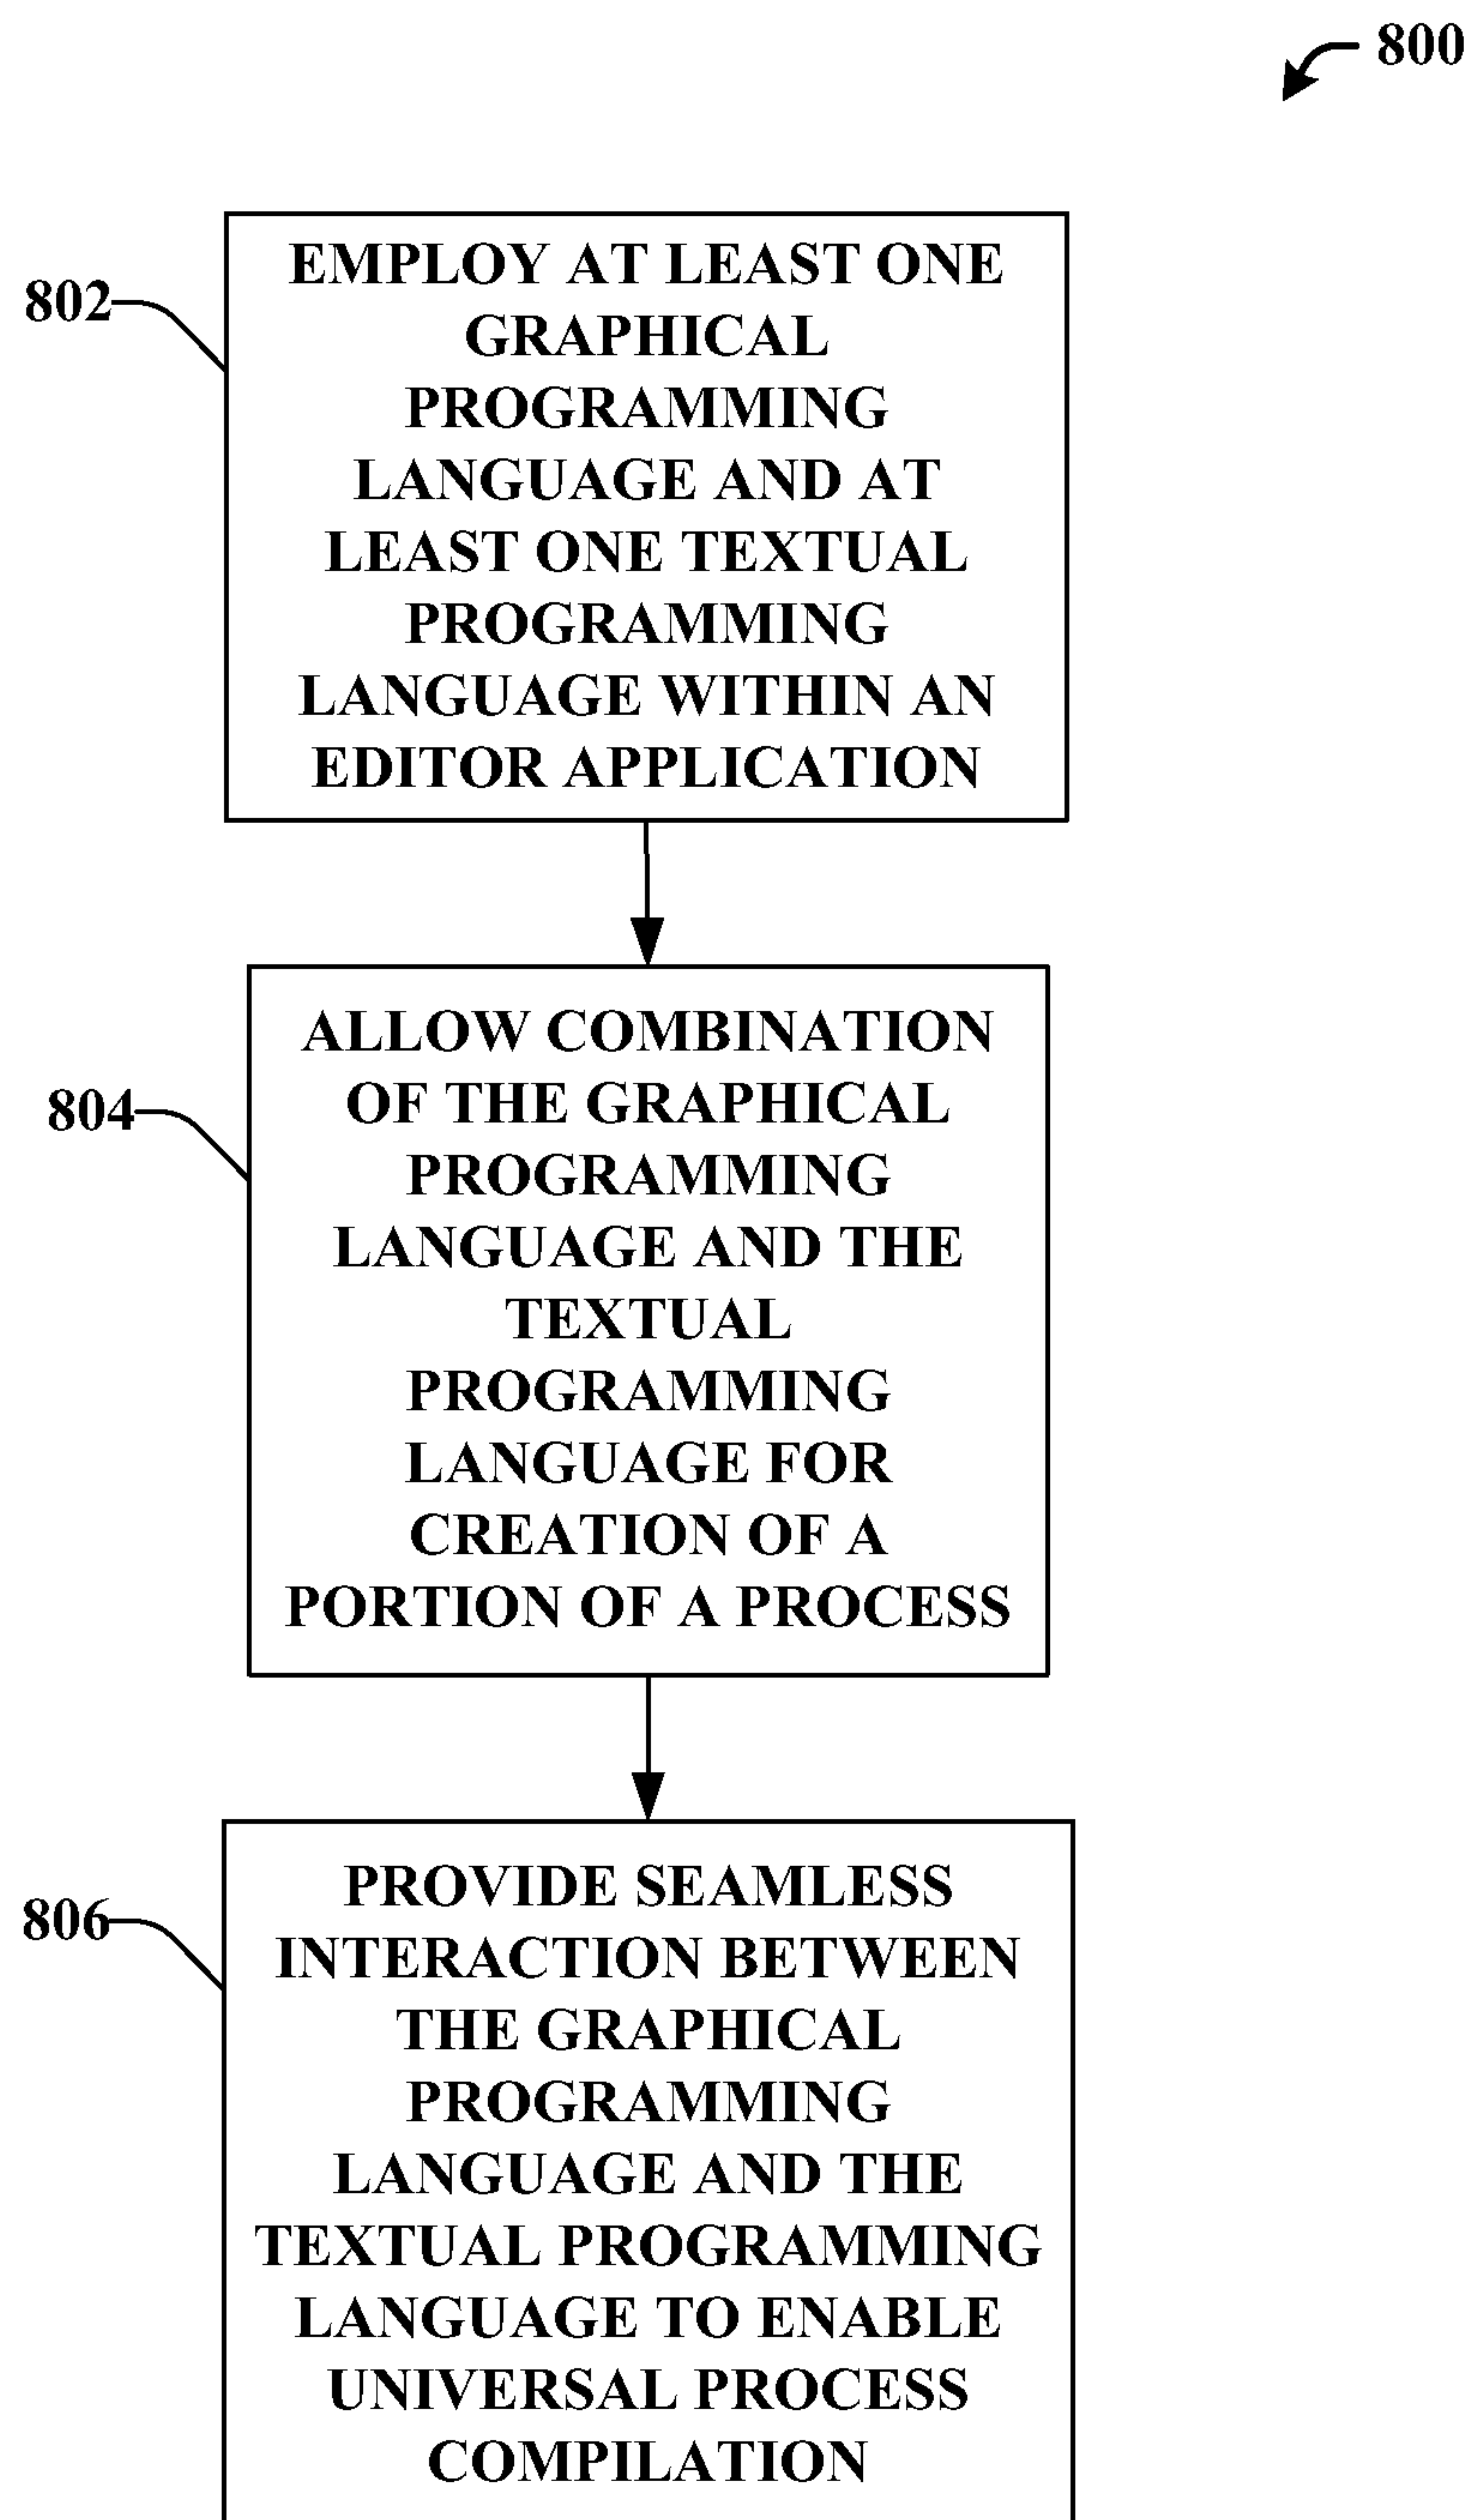 800
802
EMPLOY AT LEAST ONE
GRAPHICAL
PROGRAMMING
LANGUAGE AND AT
LEAST ONE TEXTUAL
PROGRAMMING
LANGUAGE WITHIN AN
EDITOR APPLICATION
804
ALLOW COMBINATION
OF THE GRAPHICAL
PROGRAMMING
LANGUAGE AND THE
TEXTUAL
PROGRAMMING
LANGUAGE FOR
CREATION OF A
PORTION OF A PROCESS
806
PROVIDE SEAMLESS
INTERACTION BETWEEN
THE GRAPHICAL
PROGRAMMING
LANGUAGE AND THE
TEXTUAL PROGRAMMING
LANGUAGE TO ENABLE
UNIVERSAL PROCESS
COMPILATION